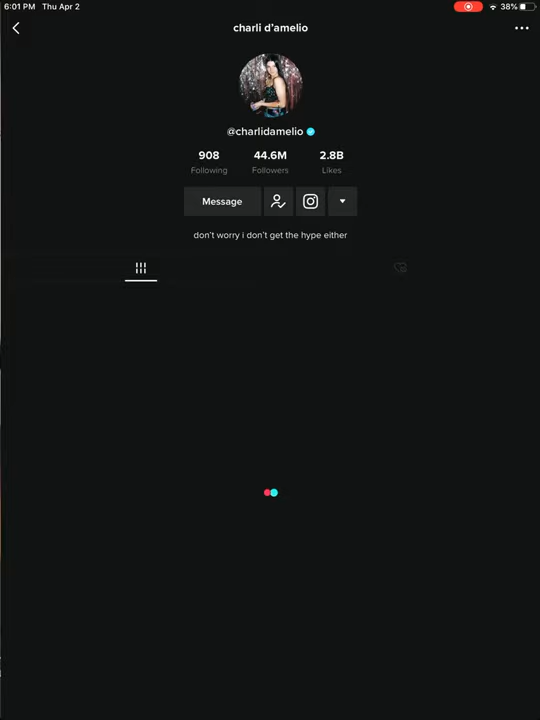 6:01 PM Thu Apr 2 38%
charli d'amelio
@charlidamelio
908 44.6M 2.8B
Following Followers Likes
Message
don't worry i don't get the hype either